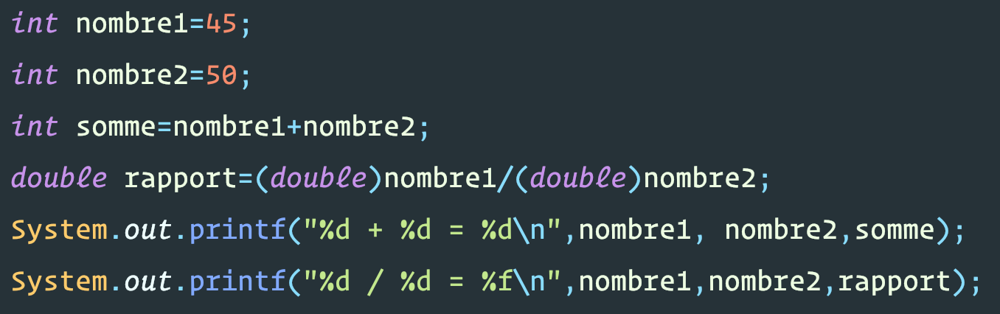 int nombre1=45;
int nombre2=50;
int somme=nombre1+nombre2;
double rapport=(double)nombre1/(double)nombre2;
System.out.printf("%d + %d = %d\n",nombre1, nombre2,somme);
System.out.printf("%d / %d = %f\n",nombre1,nombre2,rapport);